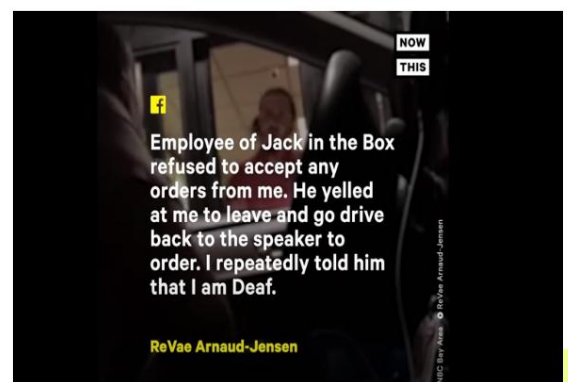 NOW
THIS
f
Employee of Jack in the Box
refused to accept any
orders from me. He yelled
at me to leave and go drive
back to the speaker to
order. I repeatedly told him
that I am Deaf.
ReVae Arnaud-Jensen
NBC Bay Area ReVae Arnaud-Jensen